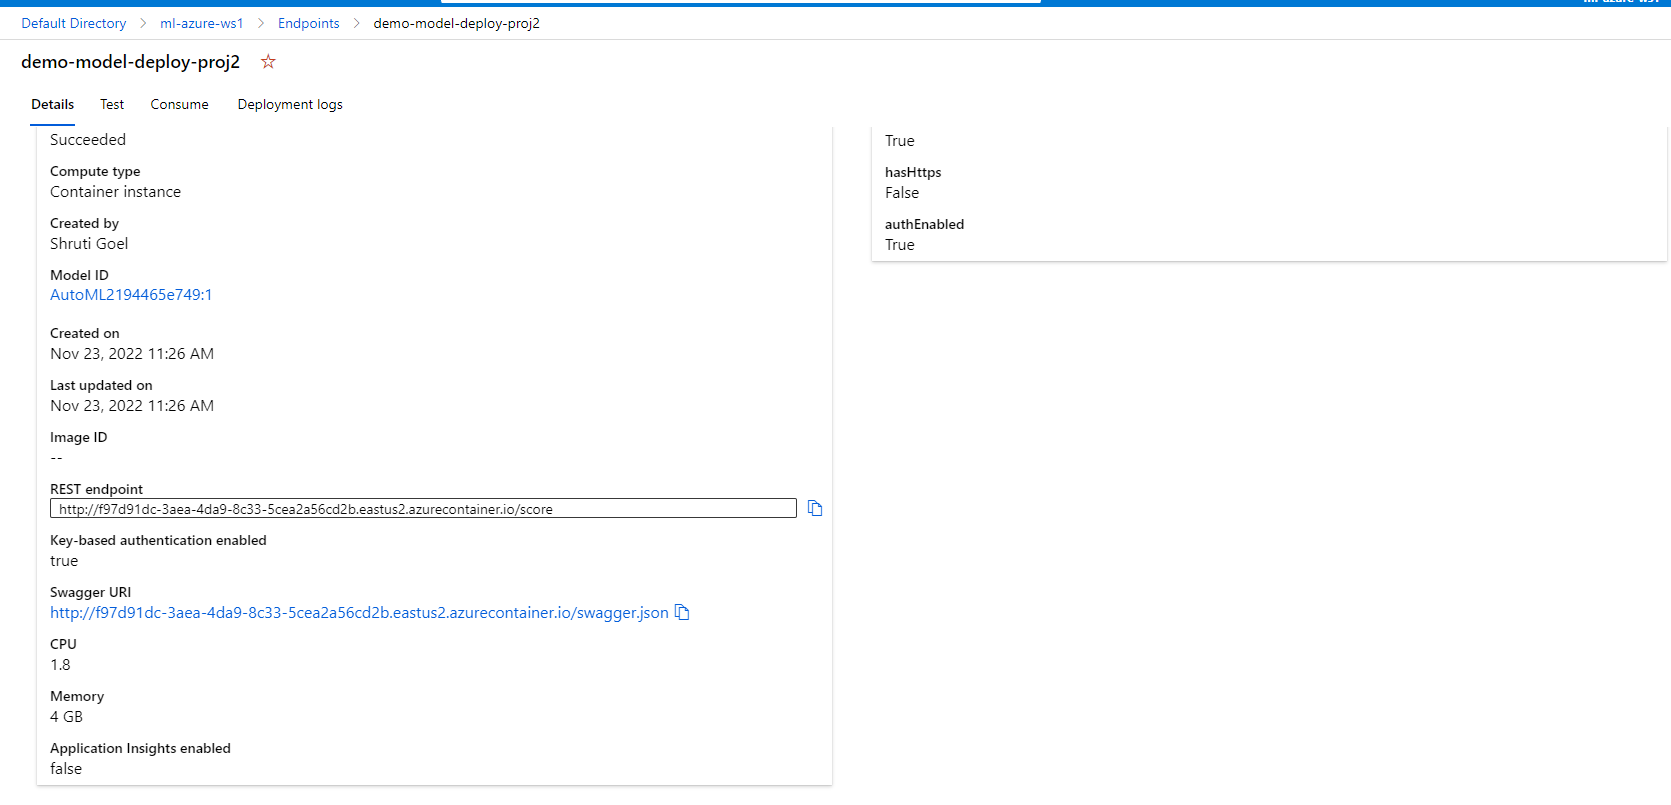 Default Directory > ml-azure-ws1 > Endpoints > demo-model-deploy-proj2
demo-model-deploy-proj2
Details Test Consume Deployment logs
Succeeded
Compute type
Container instance
Created by
Shruti Goel
Model ID
AutoML2194465e749:1
Created on
Nov 23, 2022 11:26 AM
Last updated on
Nov 23, 2022 11:26 AM
Image ID
--
REST endpoint
http://f97d91dc-3aea-4da9-8c33-5cea2a56cd2b.eastus2.azurecontainer.io/score
Key-based authentication enabled
true
Swagger URI
http://f97d91dc-3aea-4da9-8c33-5cea2a56cd2b.eastus2.azurecontainer.io/swagger.json
CPU
1.8
Memory
4 GB
Application Insights enabled
false
True
hasHttps
False
authEnabled
True